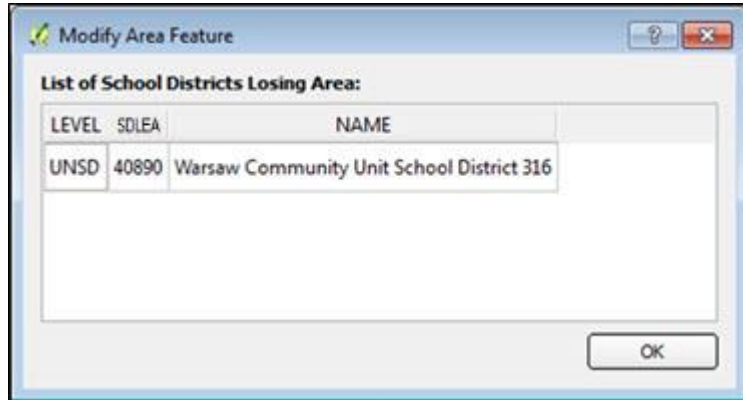 Modify Area Feature
List of School Districts Losing Area:
LEVEL SDLEA NAME
UNSD 40890 Warsaw Community Unit School District 316
OK